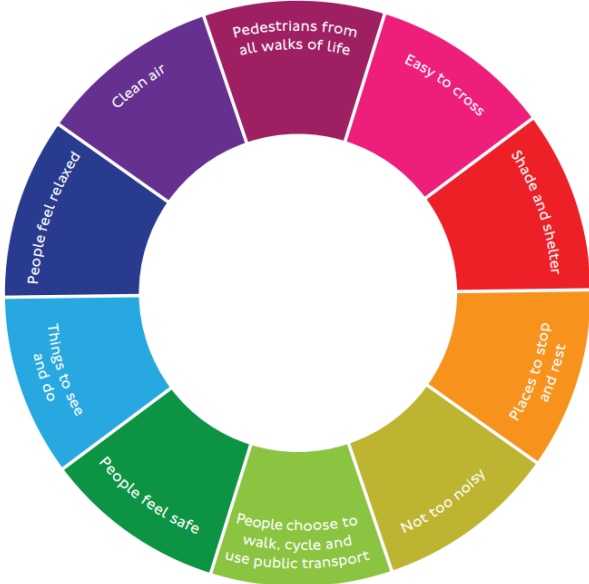 Pedestrians from
all walks of life
Easy to cross
Shade and shelter
Places to stop
and rest
Not too noisy
People choose to
walk, cycle and
use public transport
People feel safe
Things to see
and do
People feel relaxed
Clean air